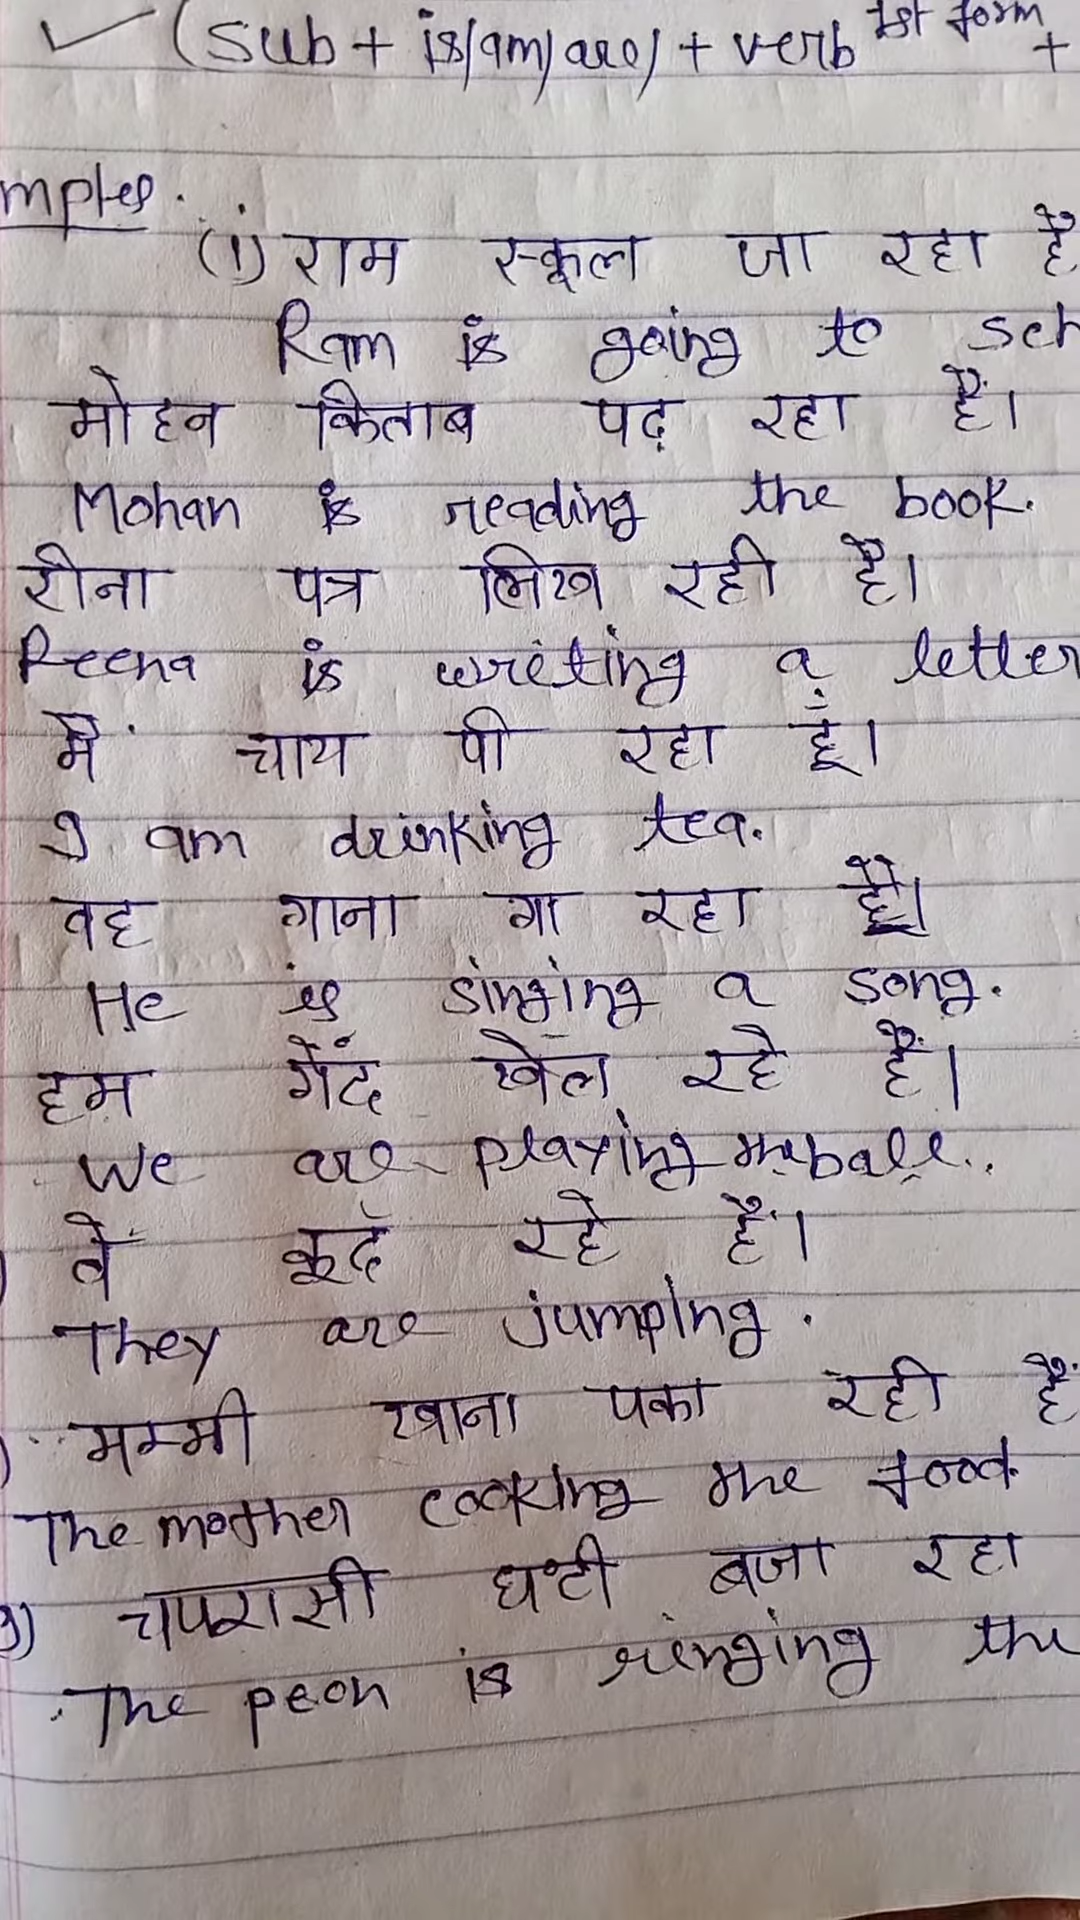 (sub + is/am/are) + verb 1st form +
mples.
(i) राम स्कूल जा रहा है
Ram is going to sch
मोहन किताब पढ़ रहा हैं।
Mohan is reading the book.
रीना पत्र लिख रही है।
Reena is writing a letter
मैं चाय पी रहा हूँ।
I am drinking tea.
वह गाना गा रहा है।
He is singing a song.
हम गेंद खेल रहे हैं।
We are playing the ball.
वे कूद रहे हैं।
They are jumping.
मम्मी खाना पका रही हैं
The mother cooking the food.
9) चपरासी घंटी बजा रहा
The peon is ringing the